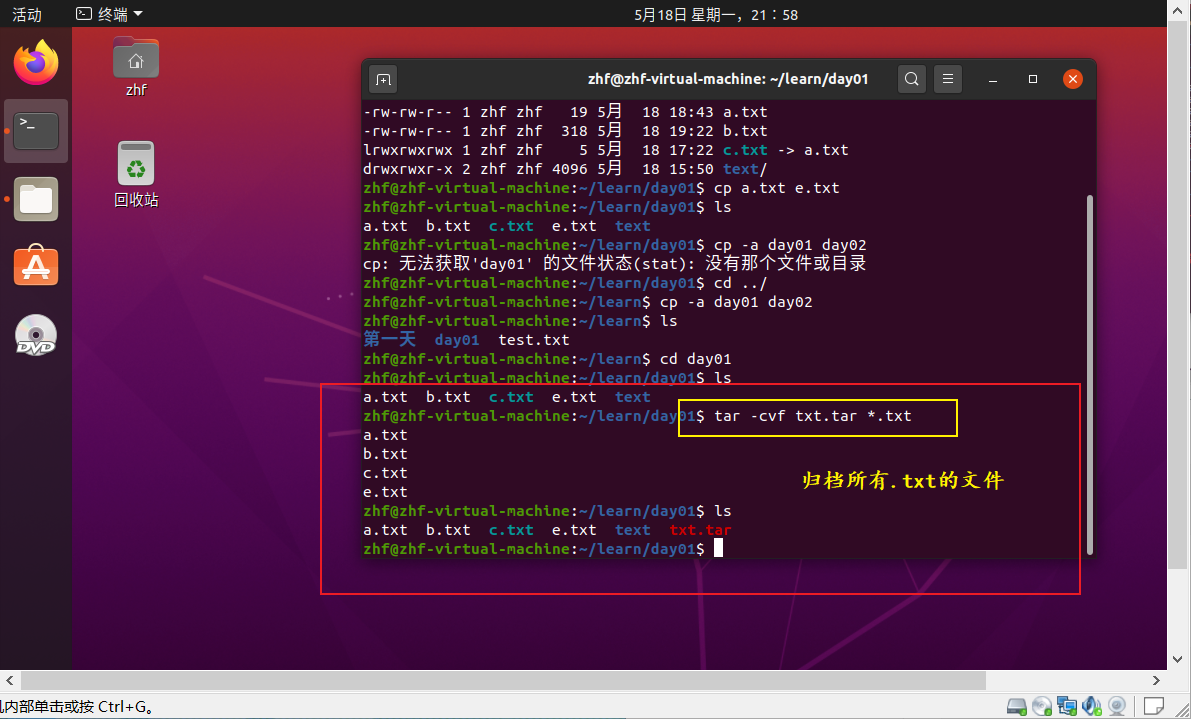 活动 终端 5月18日 星期一，21：58
zhf
回收站
zhf@zhf-virtual-machine: ~/learn/day01
-rw-rw-r-- 1 zhf zhf   19 5月  18 18:43 a.txt
-rw-rw-r-- 1 zhf zhf  318 5月  18 19:22 b.txt
lrwxrwxrwx 1 zhf zhf    5 5月  18 17:22 c.txt -> a.txt
drwxrwxr-x 2 zhf zhf 4096 5月  18 15:50 text/
zhf@zhf-virtual-machine:~/learn/day01$ cp a.txt e.txt
zhf@zhf-virtual-machine:~/learn/day01$ ls
a.txt  b.txt  c.txt  e.txt  text
zhf@zhf-virtual-machine:~/learn/day01$ cp -a day01 day02
cp: 无法获取'day01' 的文件状态(stat): 没有那个文件或目录
zhf@zhf-virtual-machine:~/learn/day01$ cd ../
zhf@zhf-virtual-machine:~/learn$ cp -a day01 day02
zhf@zhf-virtual-machine:~/learn$ ls
第一天  day01  test.txt
zhf@zhf-virtual-machine:~/learn$ cd day01
zhf@zhf-virtual-machine:~/learn/day01$ ls
a.txt  b.txt  c.txt  e.txt  text
zhf@zhf-virtual-machine:~/learn/day01$ tar -cvf txt.tar *.txt
a.txt
b.txt
c.txt
e.txt
归档所有.txt的文件
zhf@zhf-virtual-machine:~/learn/day01$ ls
a.txt  b.txt  c.txt  e.txt  text  txt.tar
zhf@zhf-virtual-machine:~/learn/day01$
DVD
内部单击或按 Ctrl+G。